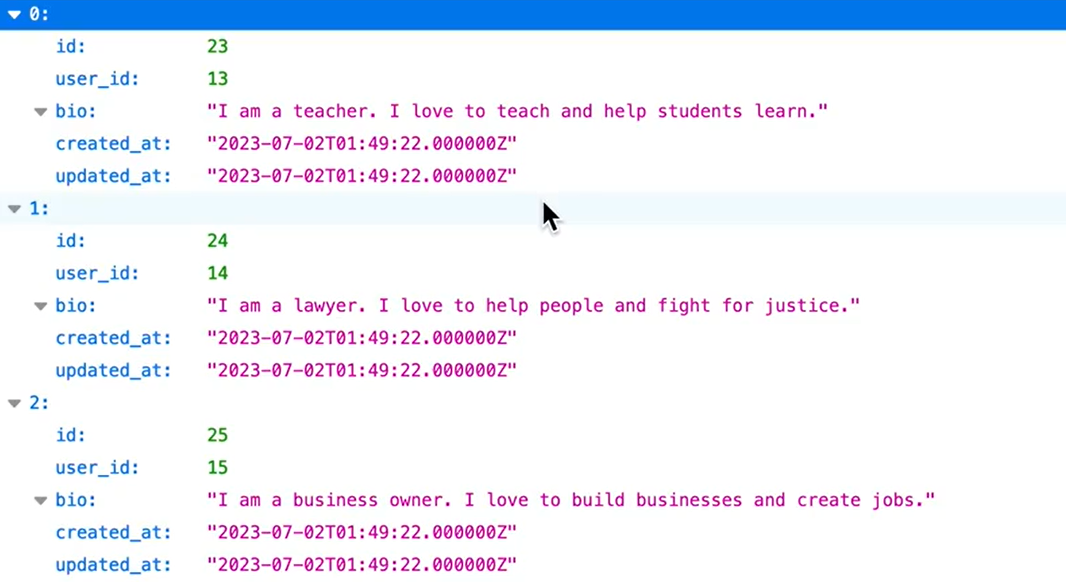 0:
id: 23
user_id: 13
bio: "I am a teacher. I love to teach and help students learn."
created_at: "2023-07-02T01:49:22.000000Z"
updated_at: "2023-07-02T01:49:22.000000Z"
1:
id: 24
user_id: 14
bio: "I am a lawyer. I love to help people and fight for justice."
created_at: "2023-07-02T01:49:22.000000Z"
updated_at: "2023-07-02T01:49:22.000000Z"
2:
id: 25
user_id: 15
bio: "I am a business owner. I love to build businesses and create jobs."
created_at: "2023-07-02T01:49:22.000000Z"
updated_at: "2023-07-02T01:49:22.000000Z"